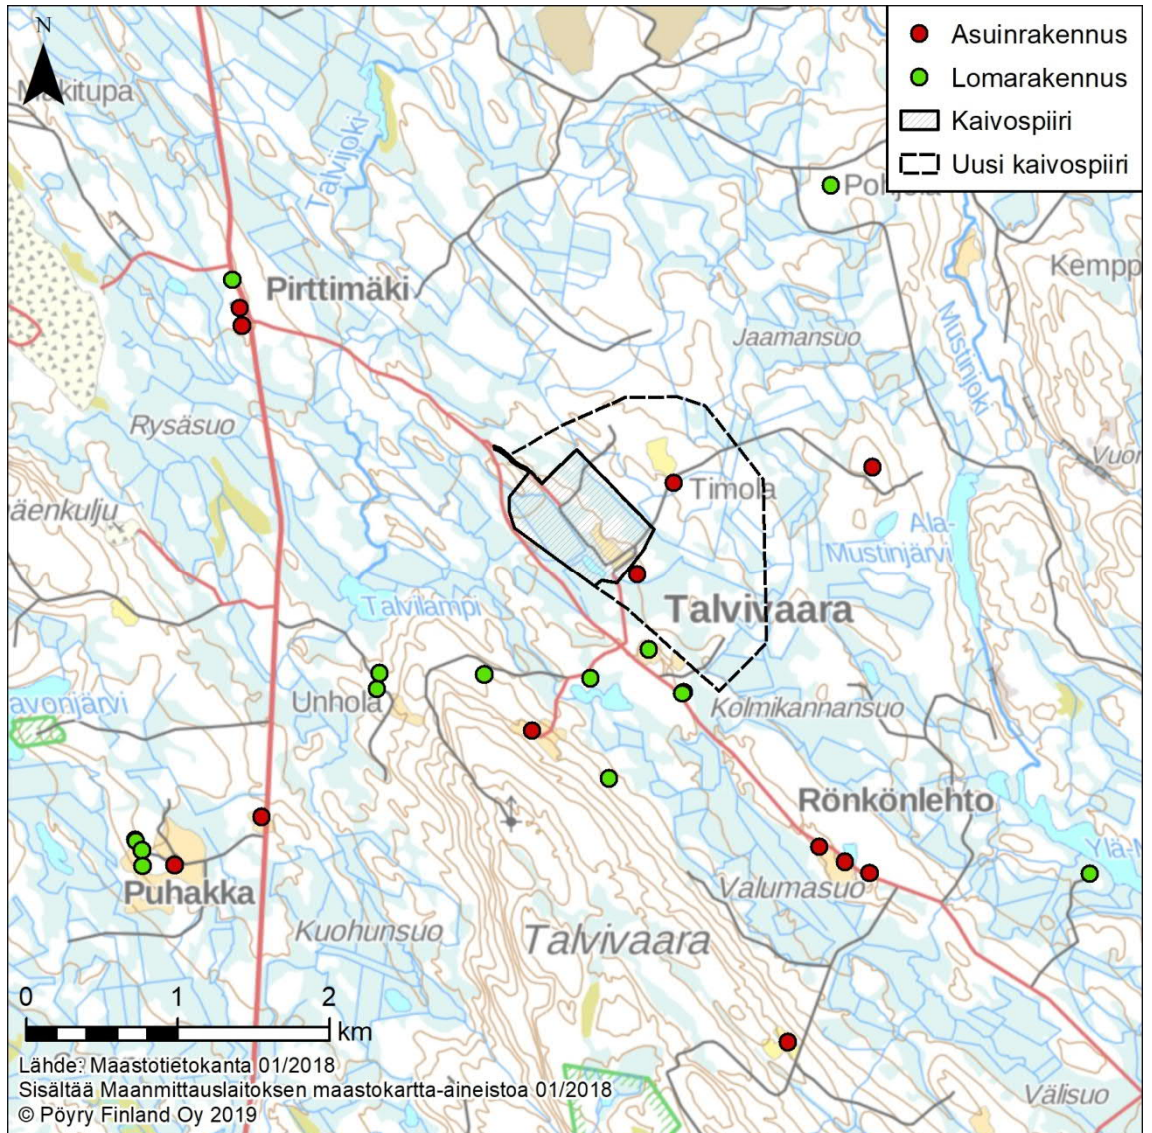 N
Asuinrakennus
Lomarakennus
Kaivospiiri
Uusi kaivospiiri
Mäkitupa
Talvijoki
Pohjola
Pirttimäki
Kempp
Mustinjoki
Jaamansuo
Rysäsuo
Vuor
Timola
äenkulju
Ala-
Mustinjärvi
Talvilampi
Talvivaara
Unhola
avonjärvi
Kolmikannansuo
Rönkönlehto
Ylä-M
Puhakka
Valumasuo
Kuohunsuo
Talvivaara
0 1 2
km
Lähde: Maastotietokanta 01/2018
Sisältää Maanmittauslaitoksen maastokartta-aineistoa 01/2018
© Pöyry Finland Oy 2019
Välisuo